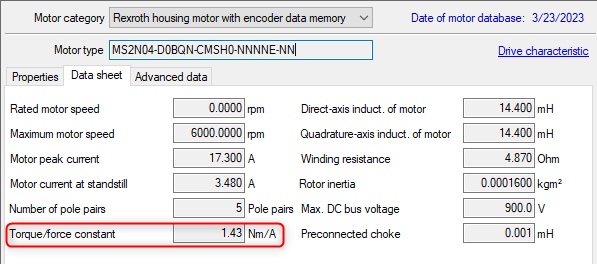 Motor category Rexroth housing motor with encoder data memory Date of motor database: 3/23/2023
Motor type MS2N04-D0BQN-CMSH0-NNNNE-NN Drive characteristic
Properties Data sheet Advanced data
Rated motor speed 0.0000 rpm Direct-axis induct. of motor 14.400 mH
Maximum motor speed 6000.0000 rpm Quadrature-axis induct. of motor 14.400 mH
Motor peak current 17.300 A Winding resistance 4.870 Ohm
Motor current at standstill 3.480 A Rotor inertia 0.0001600 kgm²
Number of pole pairs 5 Pole pairs Max. DC bus voltage 900.0 V
Torque/force constant 1.43 Nm/A Preconnected choke 0.001 mH